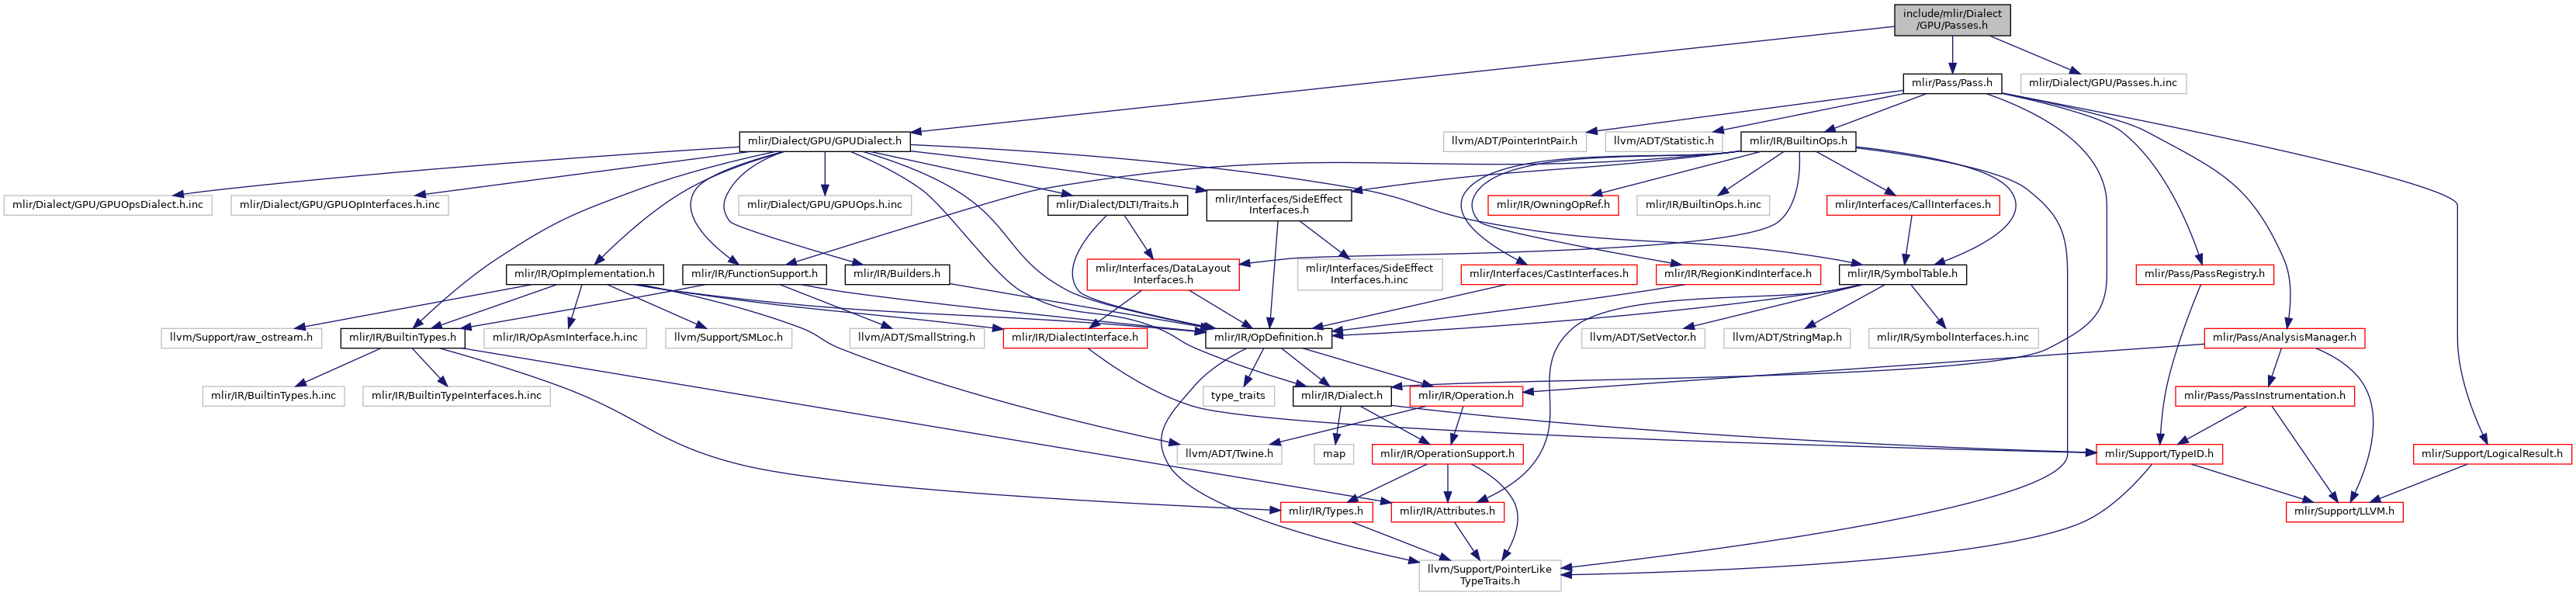 include/mlir/Dialect
/GPU/Passes.h
mlir/Pass/Pass.h
mlir/Dialect/GPU/Passes.h.inc
mlir/Dialect/GPU/GPUDialect.h
llvm/ADT/PointerIntPair.h
llvm/ADT/Statistic.h
mlir/IR/BuiltinOps.h
mlir/Dialect/GPU/GPUOpsDialect.h.inc
mlir/Dialect/GPU/GPUOpInterfaces.h.inc
mlir/Dialect/GPU/GPUOps.h.inc
mlir/Dialect/DLTI/Traits.h
mlir/Interfaces/SideEffect
Interfaces.h
mlir/IR/OwningOpRef.h
mlir/IR/BuiltinOps.h.inc
mlir/Interfaces/CallInterfaces.h
mlir/IR/OpImplementation.h
mlir/IR/FunctionSupport.h
mlir/IR/Builders.h
mlir/Interfaces/DataLayout
Interfaces.h
mlir/Interfaces/SideEffect
Interfaces.h.inc
mlir/Interfaces/CastInterfaces.h
mlir/IR/RegionKindInterface.h
mlir/IR/SymbolTable.h
mlir/Pass/PassRegistry.h
llvm/Support/raw_ostream.h
mlir/IR/BuiltinTypes.h
mlir/IR/OpAsmInterface.h.inc
llvm/Support/SMLoc.h
llvm/ADT/SmallString.h
mlir/IR/DialectInterface.h
mlir/IR/OpDefinition.h
llvm/ADT/SetVector.h
llvm/ADT/StringMap.h
mlir/IR/SymbolInterfaces.h.inc
mlir/Pass/AnalysisManager.h
mlir/IR/BuiltinTypes.h.inc
mlir/IR/BuiltinTypeInterfaces.h.inc
type_traits
mlir/IR/Dialect.h
mlir/IR/Operation.h
mlir/Pass/PassInstrumentation.h
llvm/ADT/Twine.h
map
mlir/IR/OperationSupport.h
mlir/Support/TypeID.h
mlir/Support/LogicalResult.h
mlir/IR/Types.h
mlir/IR/Attributes.h
mlir/Support/LLVM.h
llvm/Support/PointerLike
TypeTraits.h